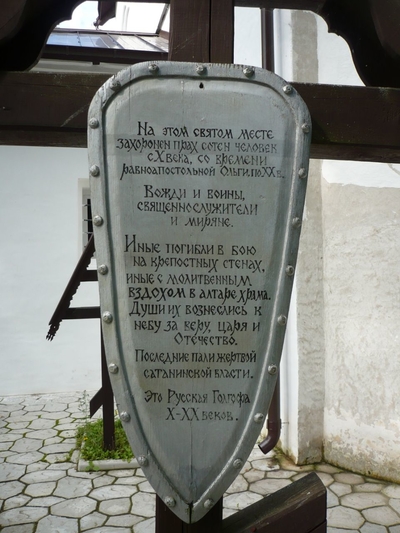 На этом святом месте
захоронен прах сотен человек
с X века, со времени
равноапостольной Ольги, по XX в.
Вожди и воины,
священнослужители
и миряне.
Иные погибли в бою
на крепостных стенах,
иные с молитвенным
вздохом в алтаре храма.
Души их вознеслись к
небу за веру, царя и
Отечество.
Последние пали жертвой
сатанинской власти.
Это Русская Голгофа
X-XX веков.